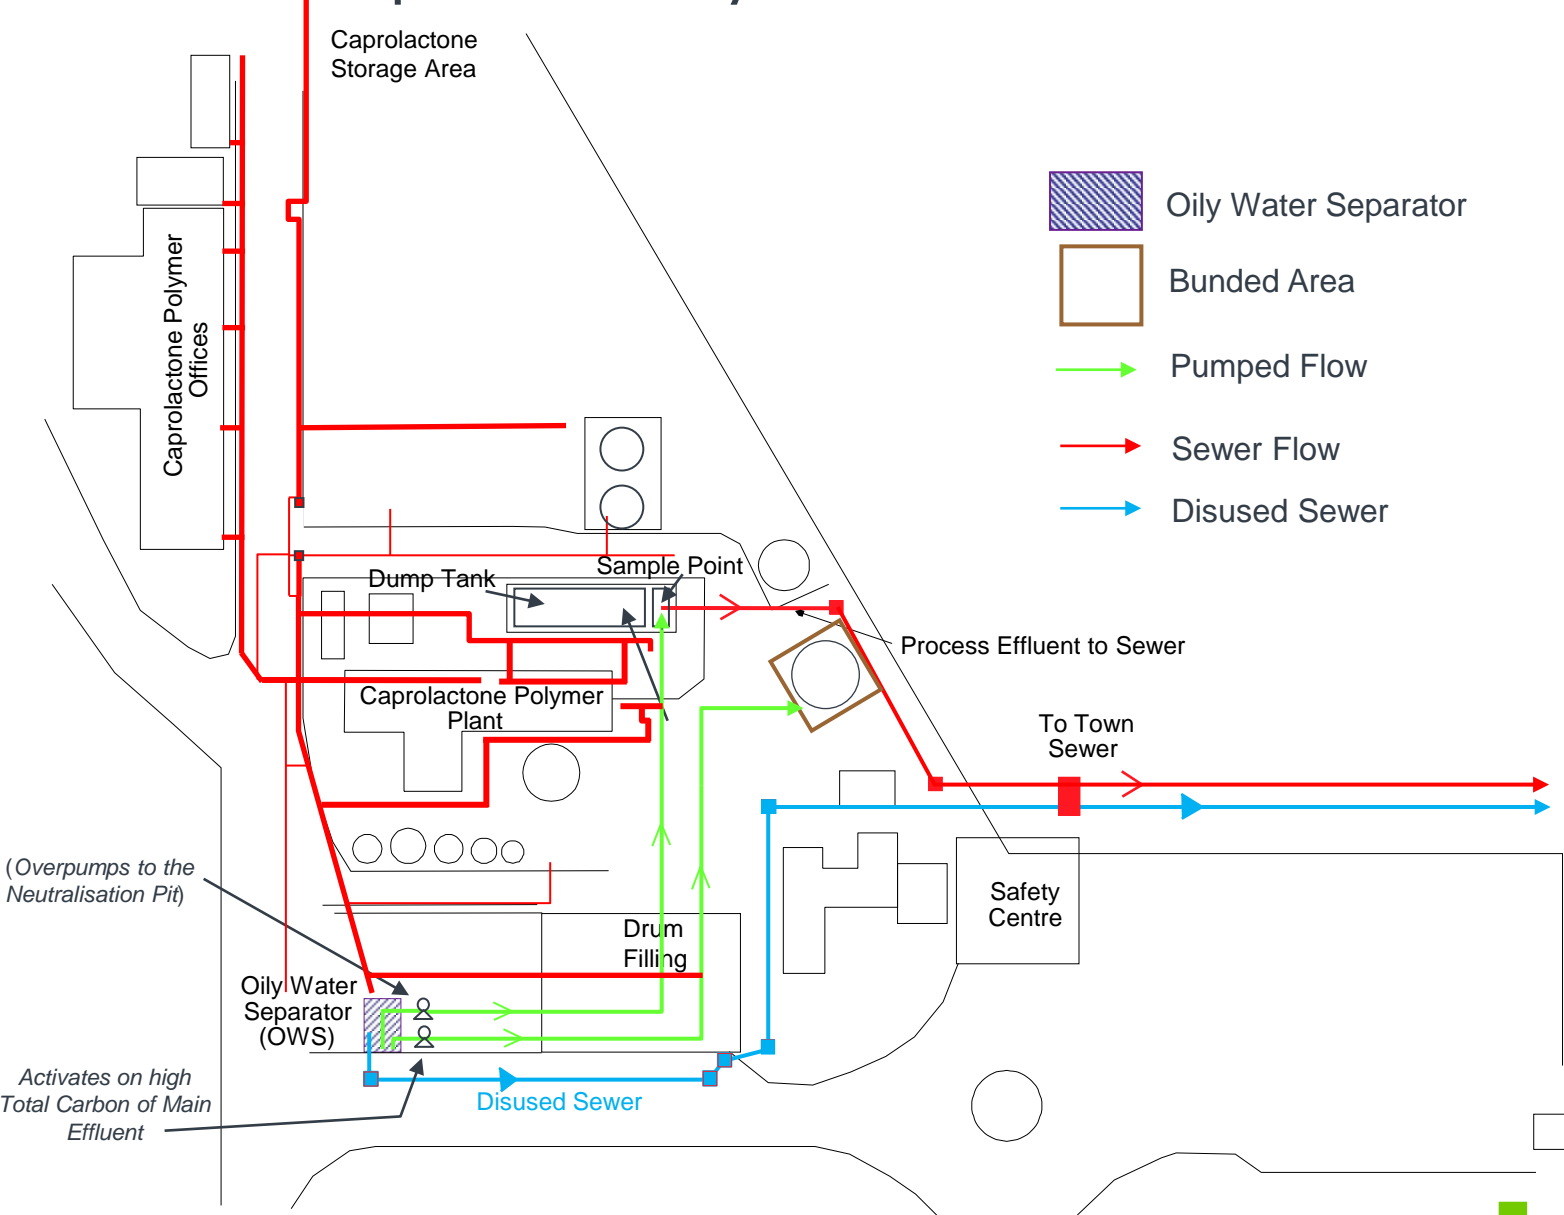 Caprolactone
Storage Area
Oily Water Separator
Bunded Area
Pumped Flow
Sewer Flow
Disused Sewer
Caprolactone Polymer
Offices
Sample Point
Dump Tank
Process Effluent to Sewer
Caprolactone Polymer
Plant
To Town
Sewer
(Overpumps to the
Neutralisation Pit)
Safety
Centre
Drum
Filling
Oily Water
Separator
(OWS)
Activates on high
Total Carbon of Main
Effluent
Disused Sewer